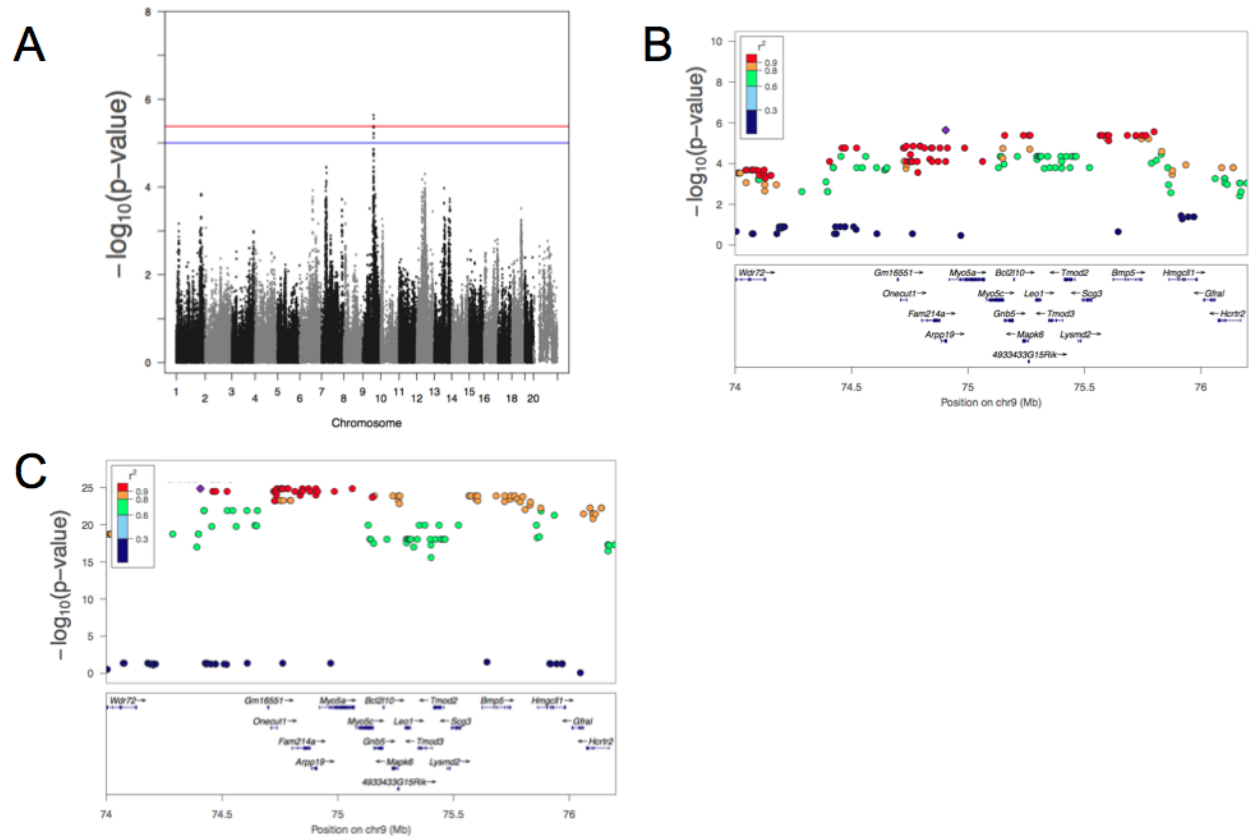 A
8
6
4
2
0
−log10(p−value)
1 2 3 4 5 6 7 8 9 10 11 12 13 14 15 16 18 20
Chromosome
B
r²
0.9
0.8
0.6
0.3
10
8
6
4
2
0
−log10(p−value)
Wdr72→ Gm16551→ Myo5a→ Bcl2l10→ ←Tmod2 Bmp5→ Hmgcll1→
Onecut1→ ←Myo5c Leo1→ ←Scg3 ←Gfral
Fam214a→ Gnb5→ ←Tmod3 ←Hcrtr2
Arpp19→ ←Mapk6 Lysmd2→
4933433G15Rik→
74 74.5 75 75.5 76
Position on chr9 (Mb)
C
r²
0.9
0.8
0.6
0.3
25
20
15
10
5
0
−log10(p−value)
Wdr72→ Gm16551→ Myo5a→ Bcl2l10→ ←Tmod2 Bmp5→ Hmgcll1→
Onecut1→ ←Myo5c Leo1→ ←Scg3 ←Gfral
Fam214a→ Gnb5→ ←Tmod3 ←Hcrtr2
Arpp19→ ←Mapk6 Lysmd2→
4933433G15Rik→
74 74.5 75 75.5 76
Position on chr9 (Mb)